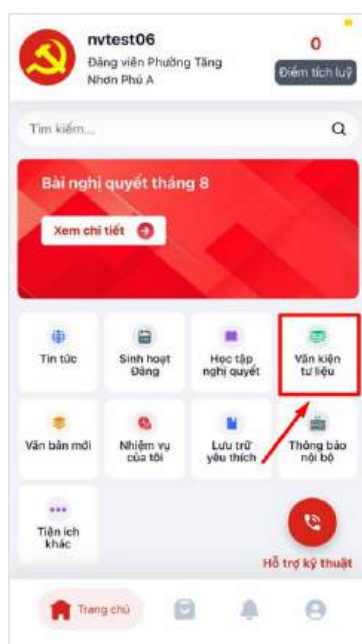 nvtest06
Đảng viên Phường Tăng
Nhơn Phú A
0
Điểm tích luỹ
Tìm kiếm...
Bài nghị quyết tháng 8
Xem chi tiết
Tin tức
Sinh hoạt
Đảng
Học tập
nghị quyết
Văn kiện
tư liệu
Văn bản mới
Nhiệm vụ
của tôi
Lưu trữ
yêu thích
Thông báo
nội bộ
Tiện ích
khác
Hỗ trợ kỹ thuật
Trang chủ